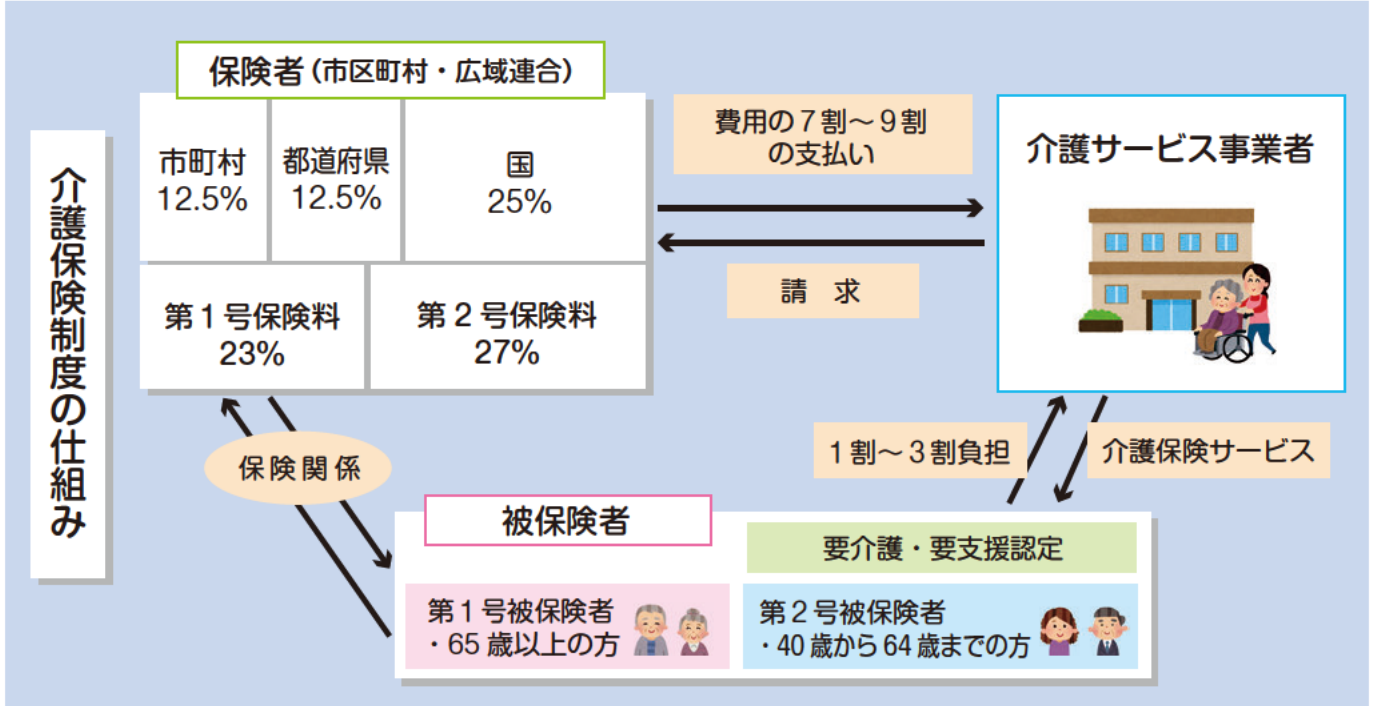 介護保険制度の仕組み
保険者(市区町村・広域連合)
市町村
12.5%
都道府県
12.5%
国
25%
第1号保険料
23%
第2号保険料
27%
費用の7割~9割
の支払い
請 求
介護サービス事業者
保険関係
1割~3割負担
介護保険サービス
被保険者
要介護・要支援認定
第1号被保険者
・65歳以上の方
第2号被保険者
・40歳から64歳までの方